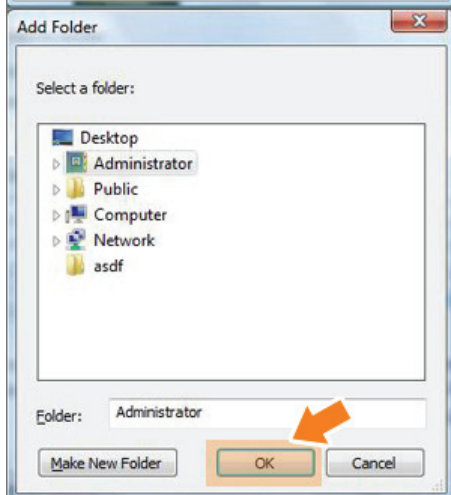 Add Folder
Select a folder:
Desktop
Administrator
Public
Computer
Network
asdf
Folder: Administrator
Make New Folder OK Cancel